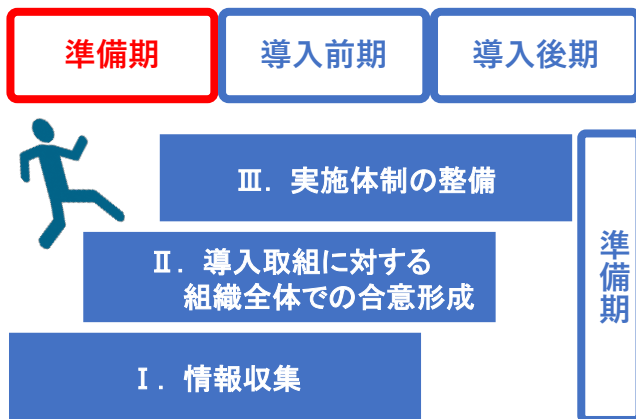 準備期
導入前期
導入後期
Ⅲ．実施体制の整備
Ⅱ．導入取組に対する
組織全体での合意形成
Ⅰ．情報収集
準備期